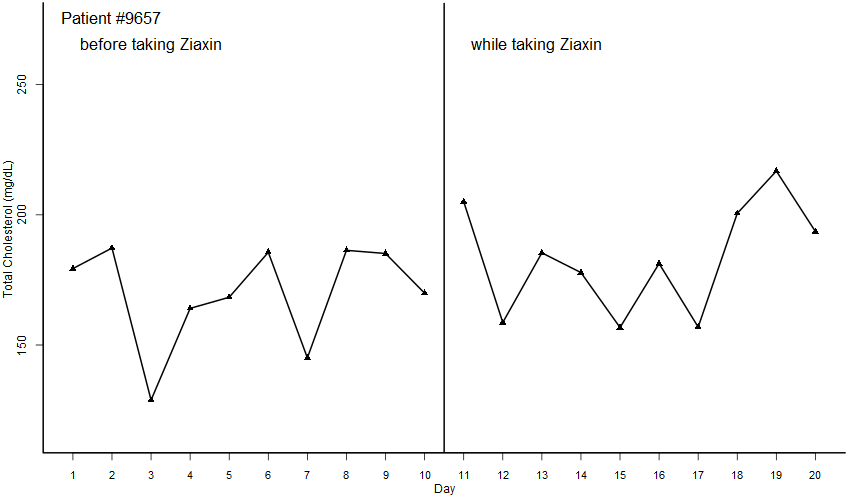 Patient #9657
before taking Ziaxin
while taking Ziaxin
Total Cholesterol (mg/dL)
250
200
150
1 2 3 4 5 6 7 8 9 10 11 12 13 14 15 16 17 18 19 20
Day